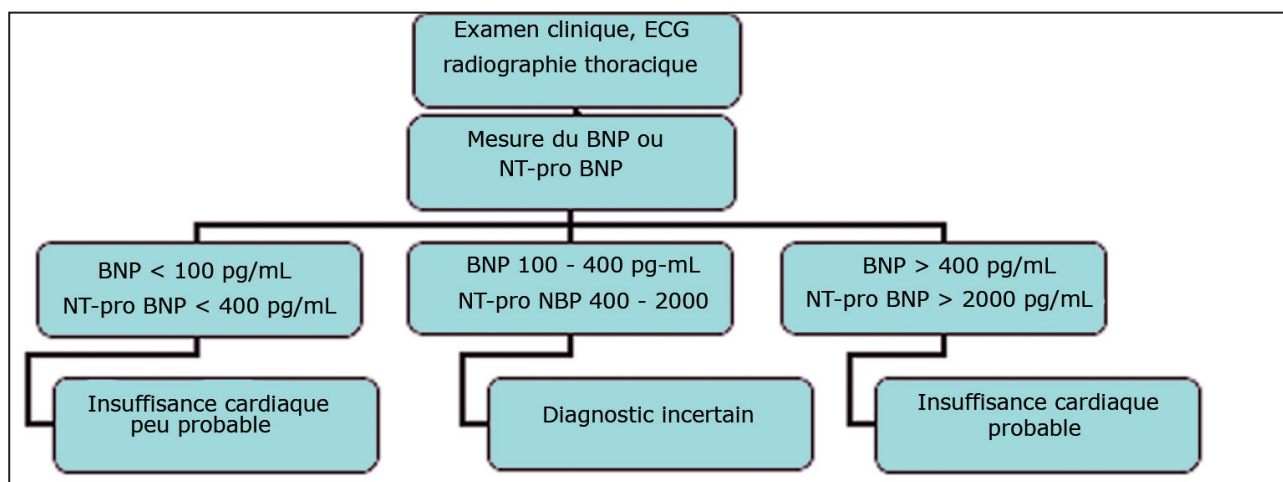 Examen clinique, ECG
radiographie thoracique
Mesure du BNP ou
NT-pro BNP
BNP < 100 pg/mL
NT-pro BNP < 400 pg/mL
BNP 100 - 400 pg-mL
NT-pro NBP 400 - 2000
BNP > 400 pg/mL
NT-pro BNP > 2000 pg/mL
Insuffisance cardiaque
peu probable
Diagnostic incertain
Insuffisance cardiaque
probable